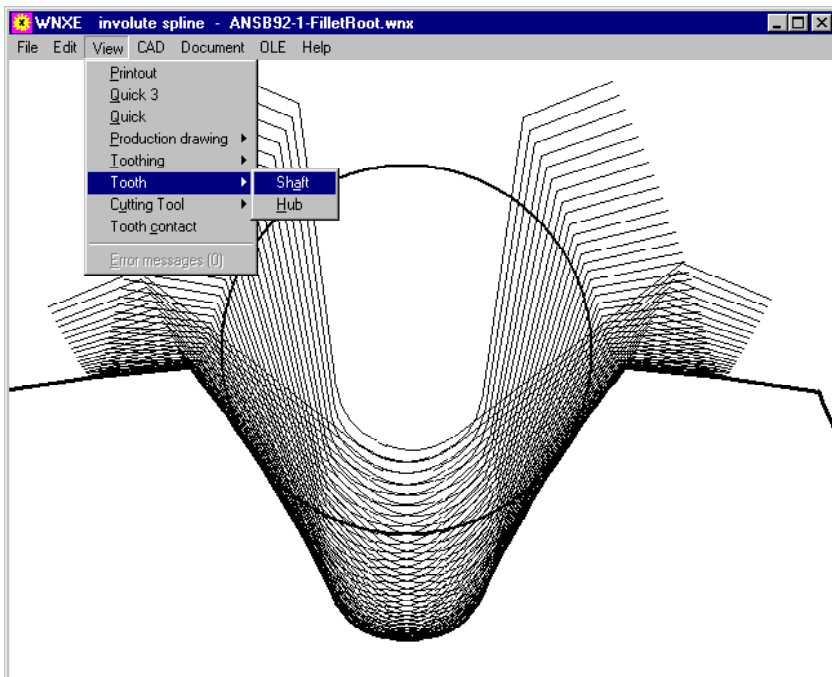 WNXE involute spline - ANSB92-1-FilletRoot.wnx
File Edit View CAD Document OLE Help
Printout
Quick 3
Quick
Production drawing
Toothing
Tooth
Shaft
Cutting Tool
Hub
Tooth contact
Error messages (0)